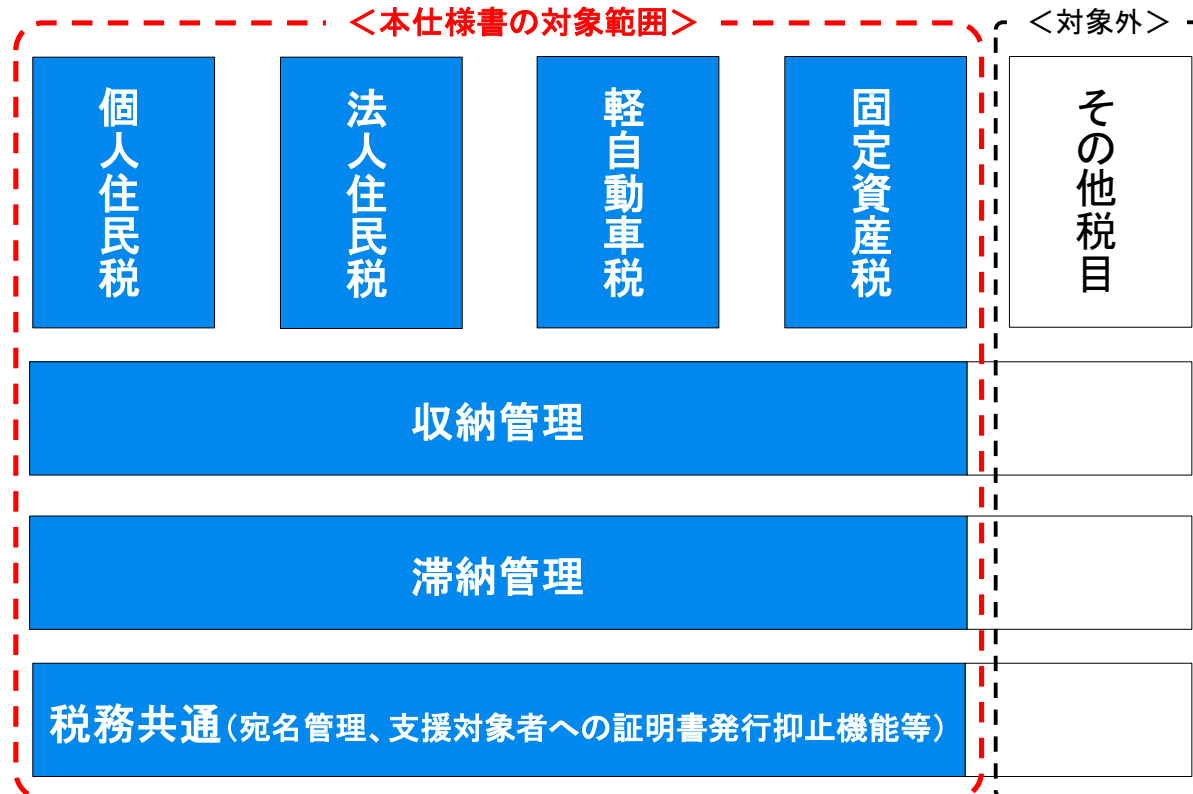 ＜本仕様書の対象範囲＞
＜対象外＞
個人住民税
法人住民税
軽自動車税
固定資産税
その他税目
収納管理
滞納管理
税務共通（宛名管理、支援対象者への証明書発行抑止機能等）